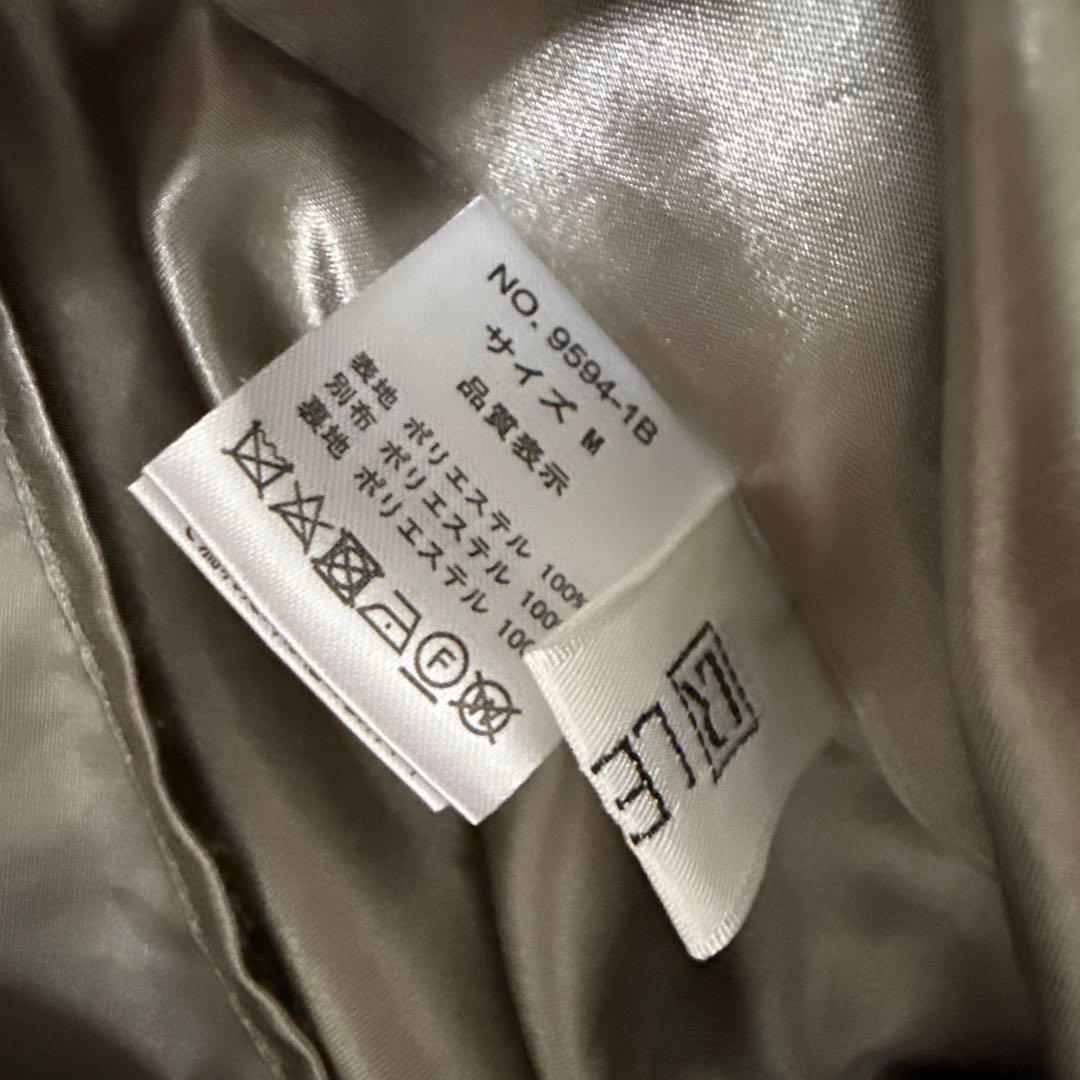 NO. 9594-1B
サイズ M
品質表示
表地 ポリエステル 100%
別布 ポリエステル 100
裏地 ポリエステル 100
F
W